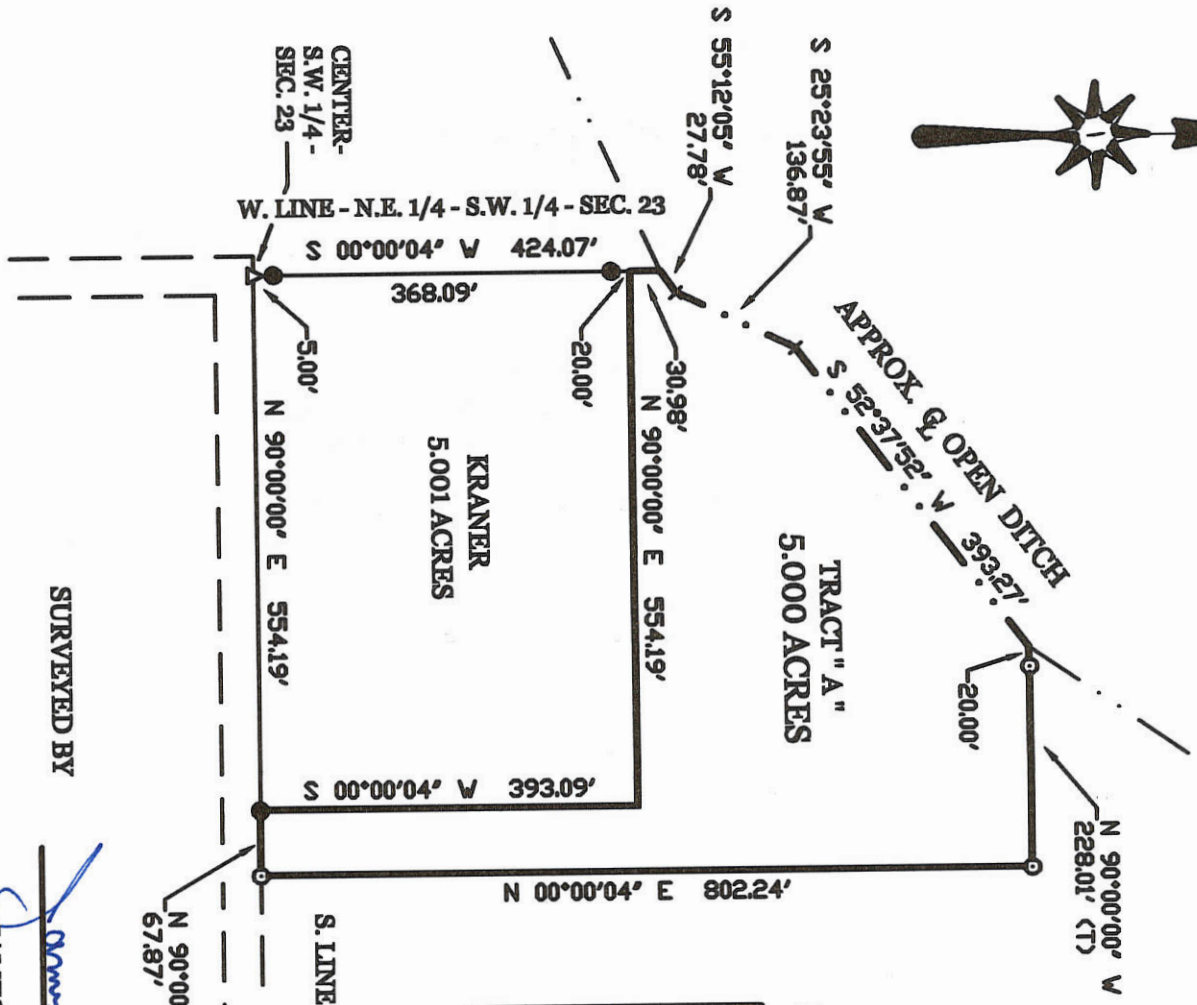 S 55°12'05" W
27.78'
S 25°23'55" W
136.87'
CENTER-
S.W. 1/4 -
SEC. 23
W. LINE - N.E. 1/4 - S.W. 1/4 - SEC. 23
S 00°00'04" W 424.07'
368.09'
5.00'
20.00'
30.98'
N 90°00'00" E 554.19'
APPROX. ℄ OPEN DITCH
S 52°37'52" W 393.27'
KRANER
5.001 ACRES
TRACT "A"
5.000 ACRES
20.00'
N 90°00'00" W
228.01' (T)
N 90°00'00" E 554.19'
S 00°00'04" W 393.09'
N 00°00'04" E 802.24'
N 90°00
67.87'
S. LINE
SURVEYED BY